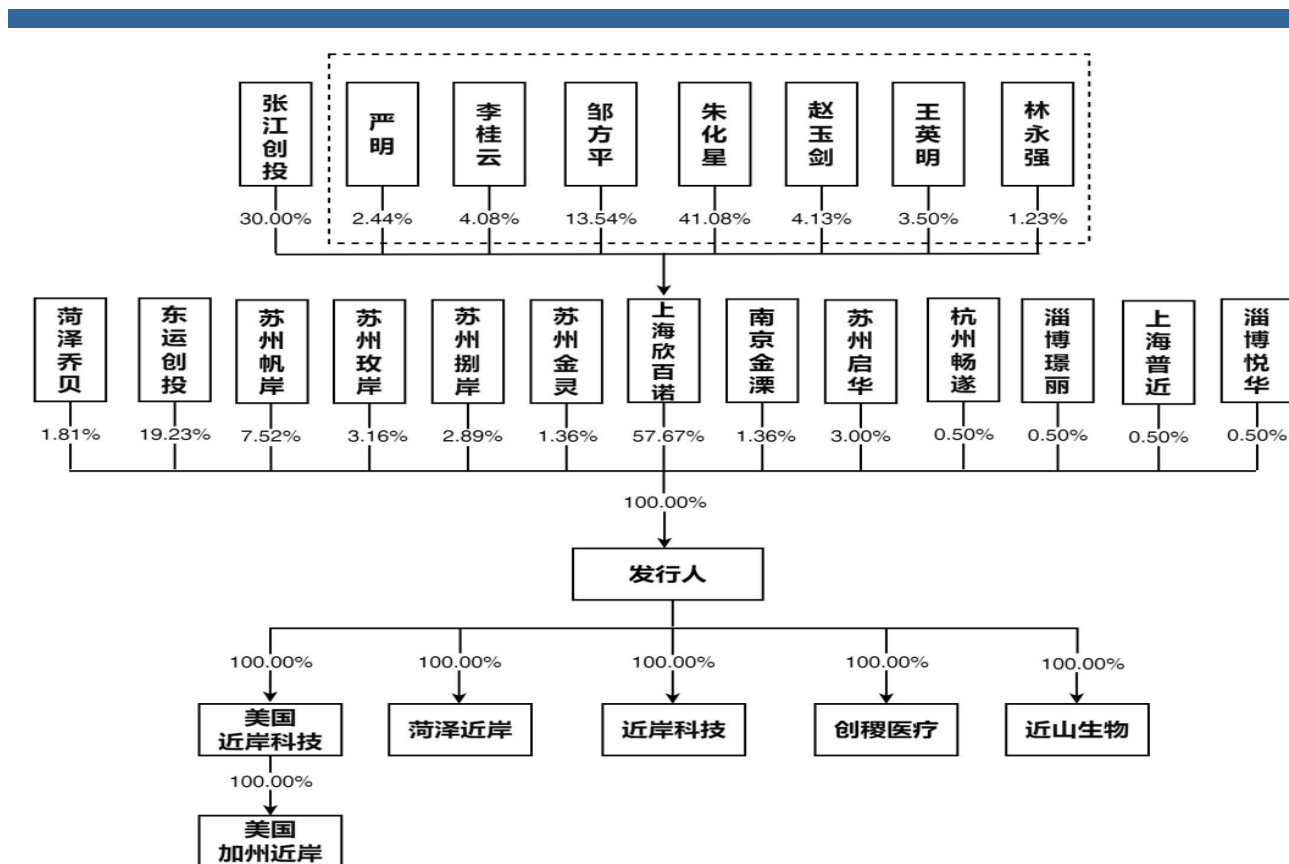 张江创投
严明
李桂云
邹方平
朱化星
赵玉剑
王英明
林永强
30.00%
2.44%
4.08%
13.54%
41.08%
4.13%
3.50%
1.23%
菏泽乔贝
东运创投
苏州帆岸
苏州玫岸
苏州捌岸
苏州金灵
上海欣百诺
南京金溧
苏州启华
杭州畅遂
淄博璟丽
上海普近
淄博悦华
1.81%
19.23%
7.52%
3.16%
2.89%
1.36%
57.67%
1.36%
3.00%
0.50%
0.50%
0.50%
0.50%
100.00%
发行人
100.00%
100.00%
100.00%
100.00%
100.00%
美国
近岸科技
菏泽近岸
近岸科技
创稷医疗
近山生物
100.00%
美国
加州近岸